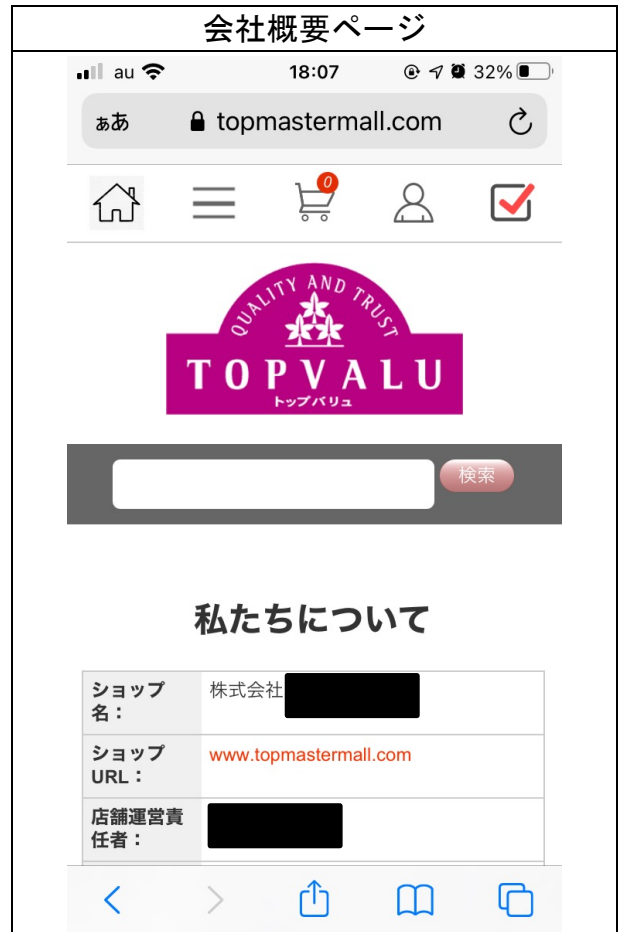 会社概要ページ
au 18:07 32%
ぁあ topmastermall.com
0
QUALITY AND TRUST
TOPVALU
トップバリュ
検索
私たちについて
ショップ名： 株式会社
ショップURL： www.topmastermall.com
店舗運営責任者：